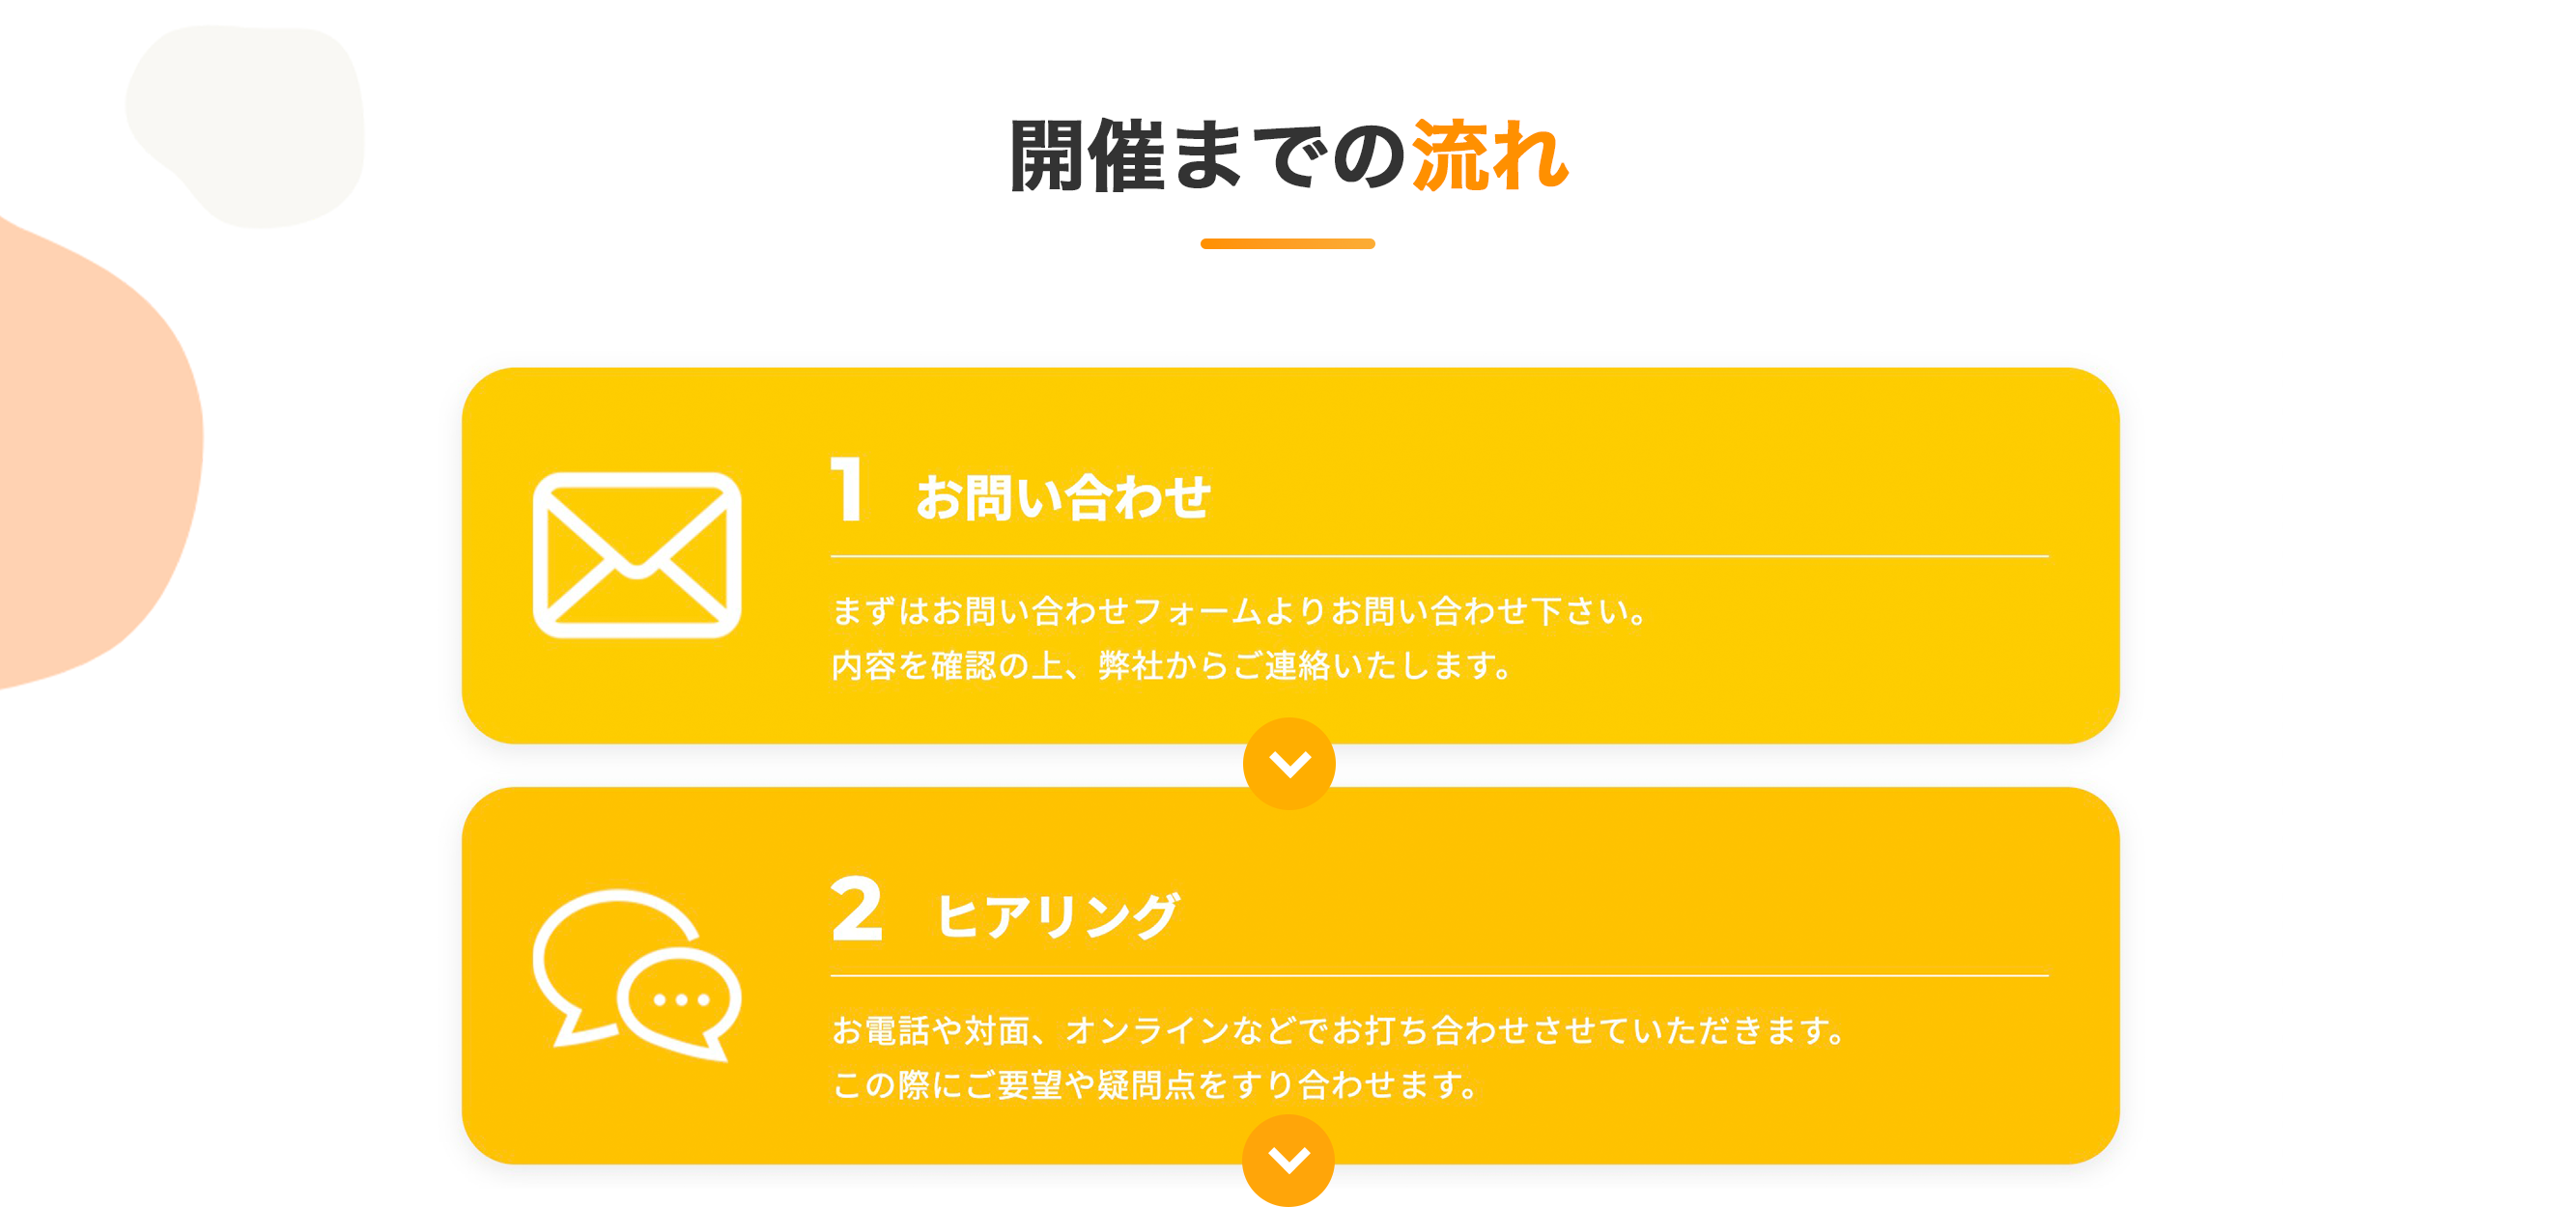 開催までの流れ
1 お問い合わせ
まずはお問い合わせフォームよりお問い合わせ下さい。
内容を確認の上、弊社からご連絡いたします。
2 ヒアリング
お電話や対面、オンラインなどでお打ち合わせさせていただきます。
この際にご要望や疑問点をすり合わせます。